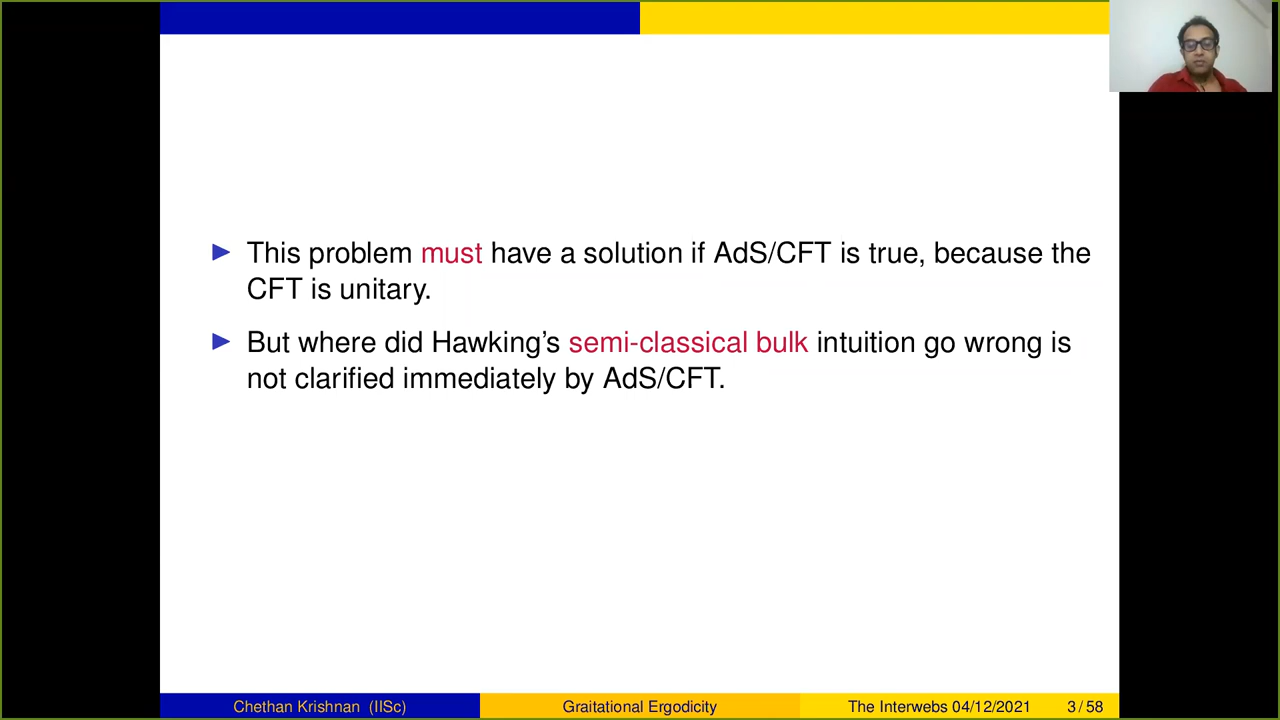 ▶ This problem must have a solution if AdS/CFT is true, because the
CFT is unitary.
▶ But where did Hawking's semi-classical bulk intuition go wrong is
not clarified immediately by AdS/CFT.
Chethan Krishnan (IISc) Graitational Ergodicity The Interwebs 04/12/2021 3 / 58